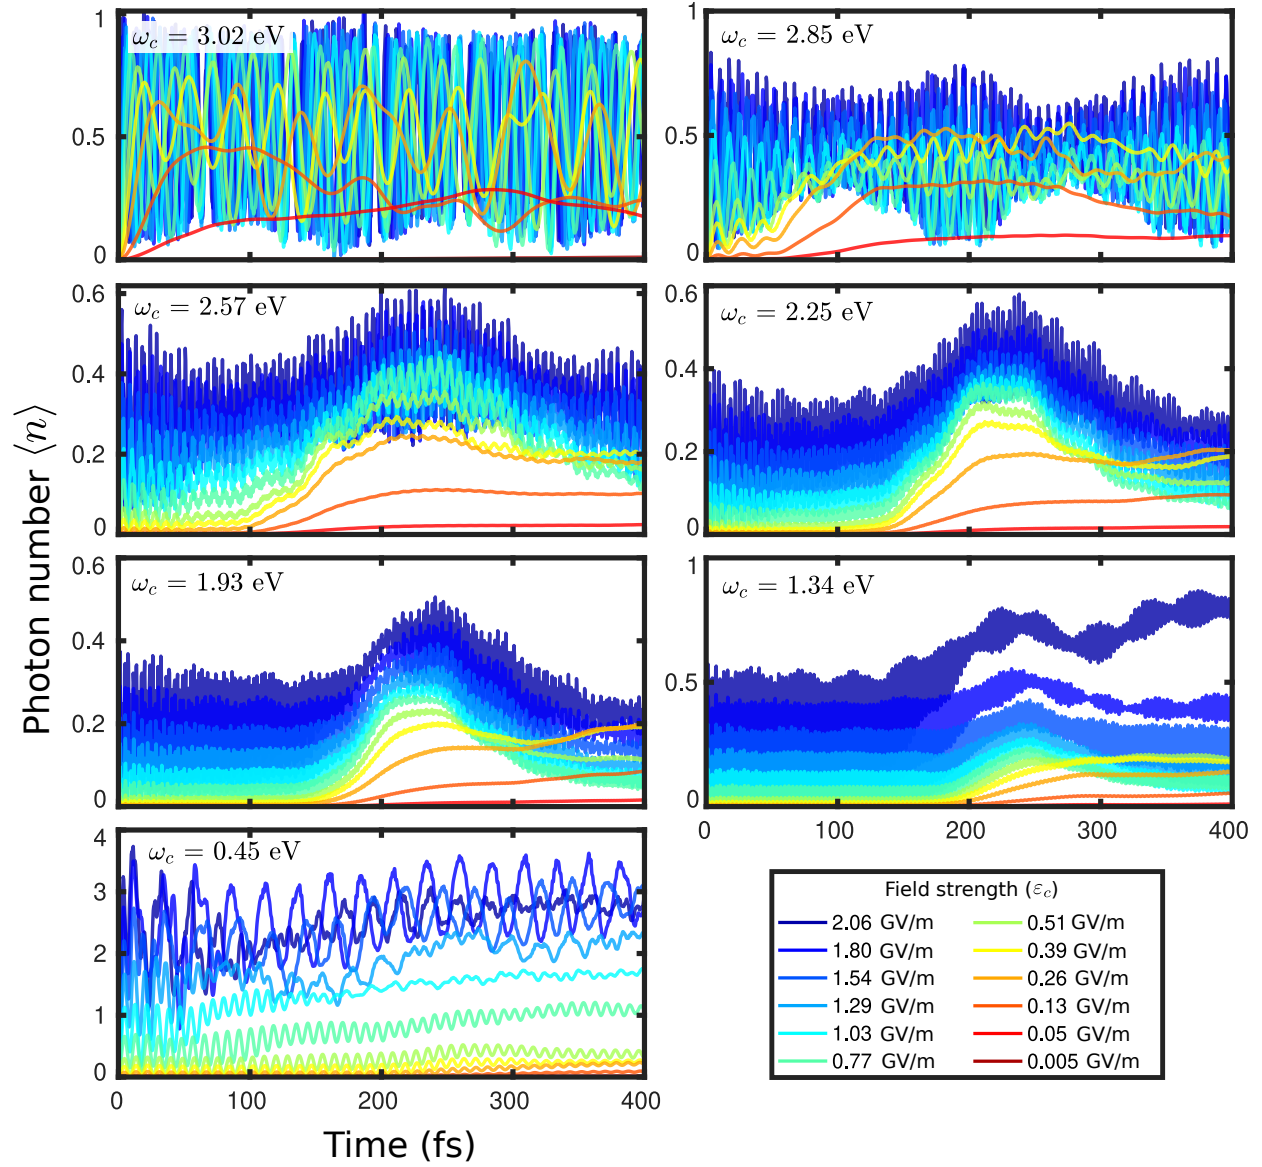 ω_c = 3.02 eV
1
0.5
0
ω_c = 2.85 eV
1
0.5
0
ω_c = 2.57 eV
0.6
0.4
0.2
0
ω_c = 2.25 eV
0.6
0.4
0.2
0
ω_c = 1.93 eV
0.6
0.4
0.2
0
ω_c = 1.34 eV
1
0.5
0
0 100 200 300 400
ω_c = 0.45 eV
4
3
2
1
0
0 100 200 300 400
Photon number ⟨n⟩
Time (fs)
Field strength (ε_c)
2.06 GV/m 0.51 GV/m
1.80 GV/m 0.39 GV/m
1.54 GV/m 0.26 GV/m
1.29 GV/m 0.13 GV/m
1.03 GV/m 0.05 GV/m
0.77 GV/m 0.005 GV/m